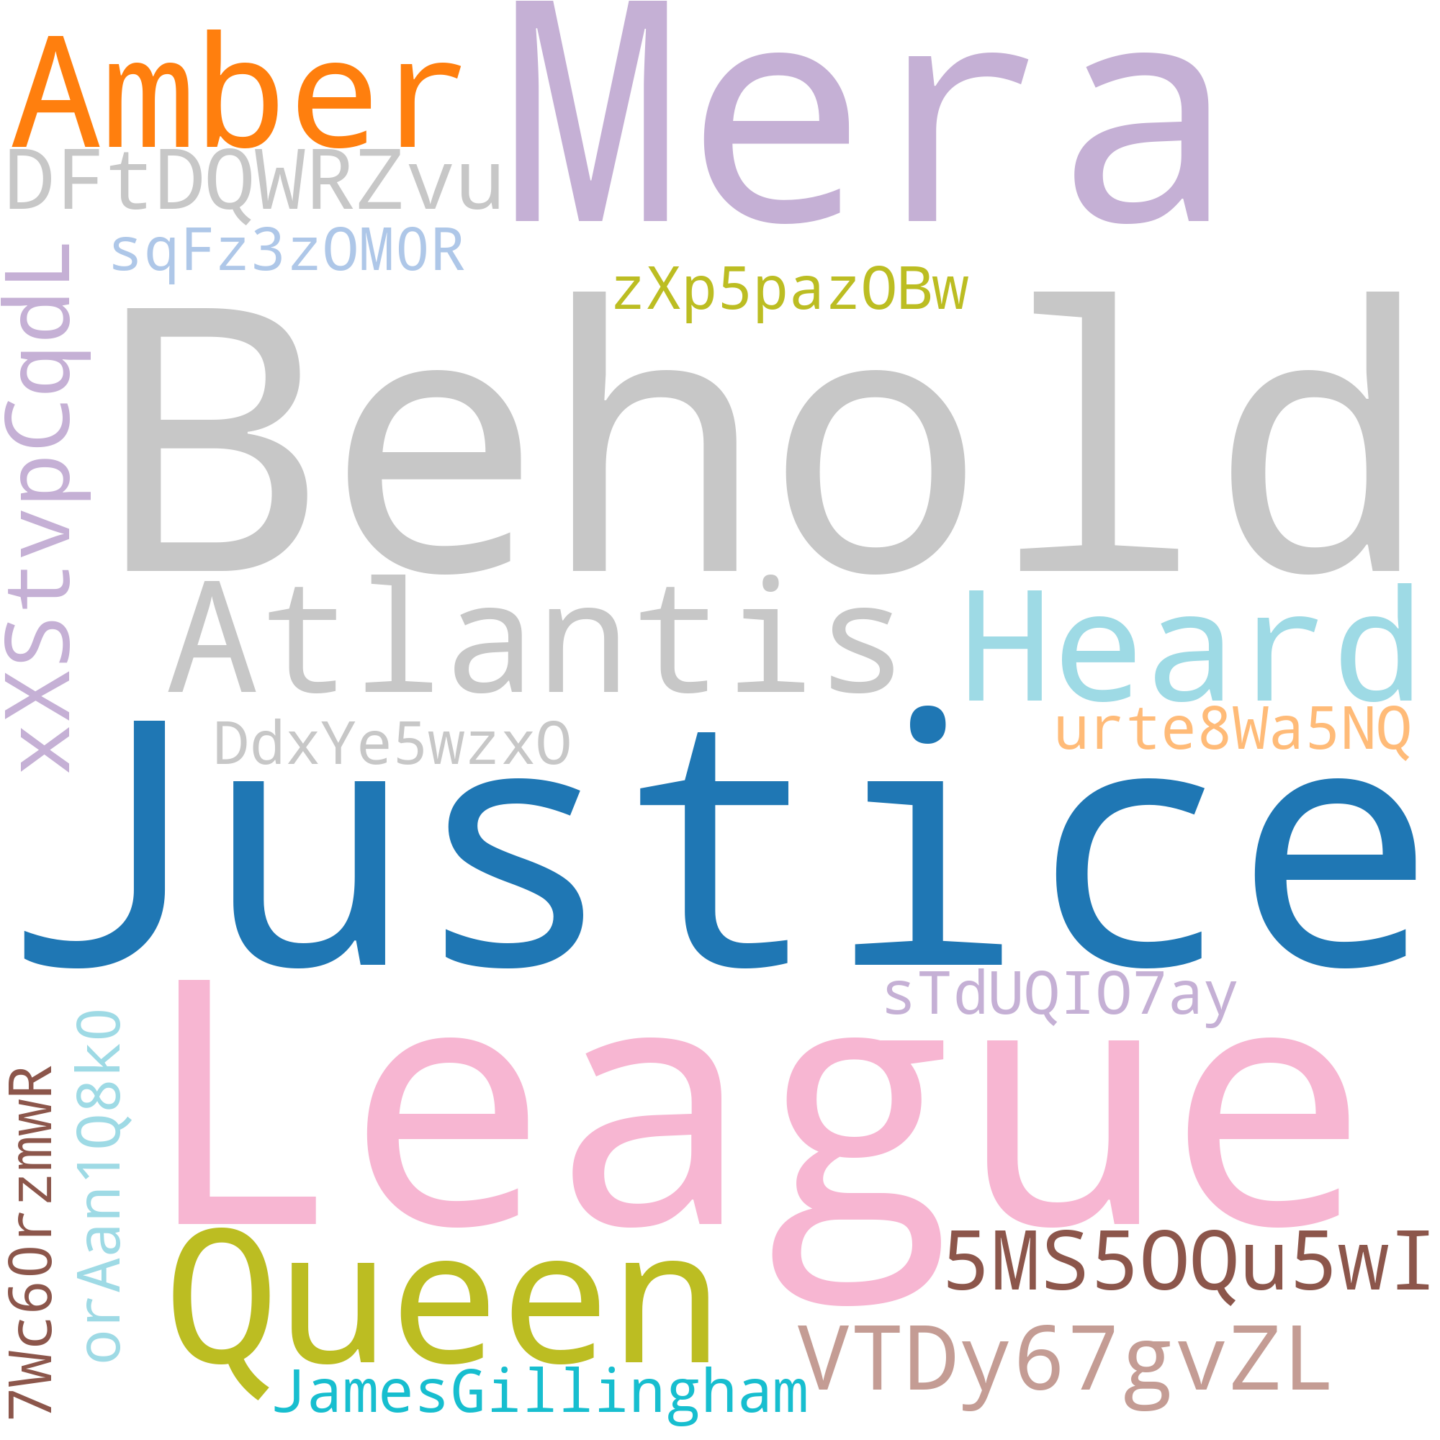 Amber
Mera
DFtDQWRZvu
sqFz3zOM0R
xXStvpCqdL
zXp5pazOBw
Behold
Atlantis
Heard
DdxYe5wzxO
urte8Wa5NQ
Justice
League
sTdUQIO7ay
orAan1Q8kO
7Wc6OrzmwR
Queen
5MS5OQu5wI
VTDy67gvZL
JamesGillingham